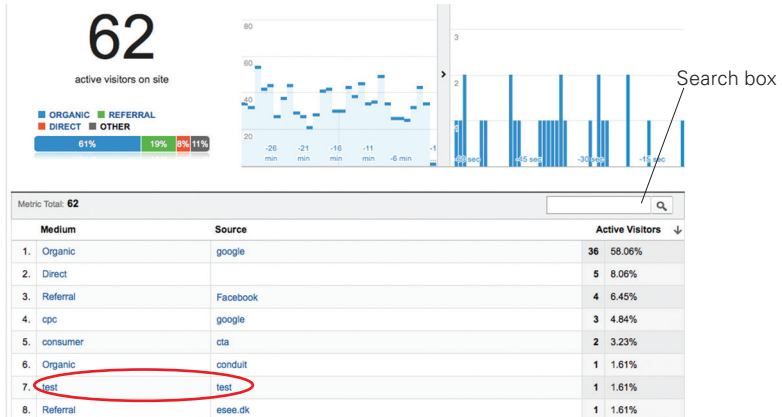 62
active visitors on site
ORGANIC REFERRAL
DIRECT OTHER
61% 19% 8% 11%
80
60
40
20
-26 min
-21 min
-16 min
-11 min
-6 min
-1
3
2
1
-60 sec
-45 sec
-30 sec
-15 sec
Search box
Metric Total: 62
Medium Source Active Visitors
1. Organic google 36 58.06%
2. Direct 5 8.06%
3. Referral Facebook 4 6.45%
4. cpc google 3 4.84%
5. consumer cta 2 3.23%
6. Organic conduit 1 1.61%
7. test test 1 1.61%
8. Referral esee.dk 1 1.61%